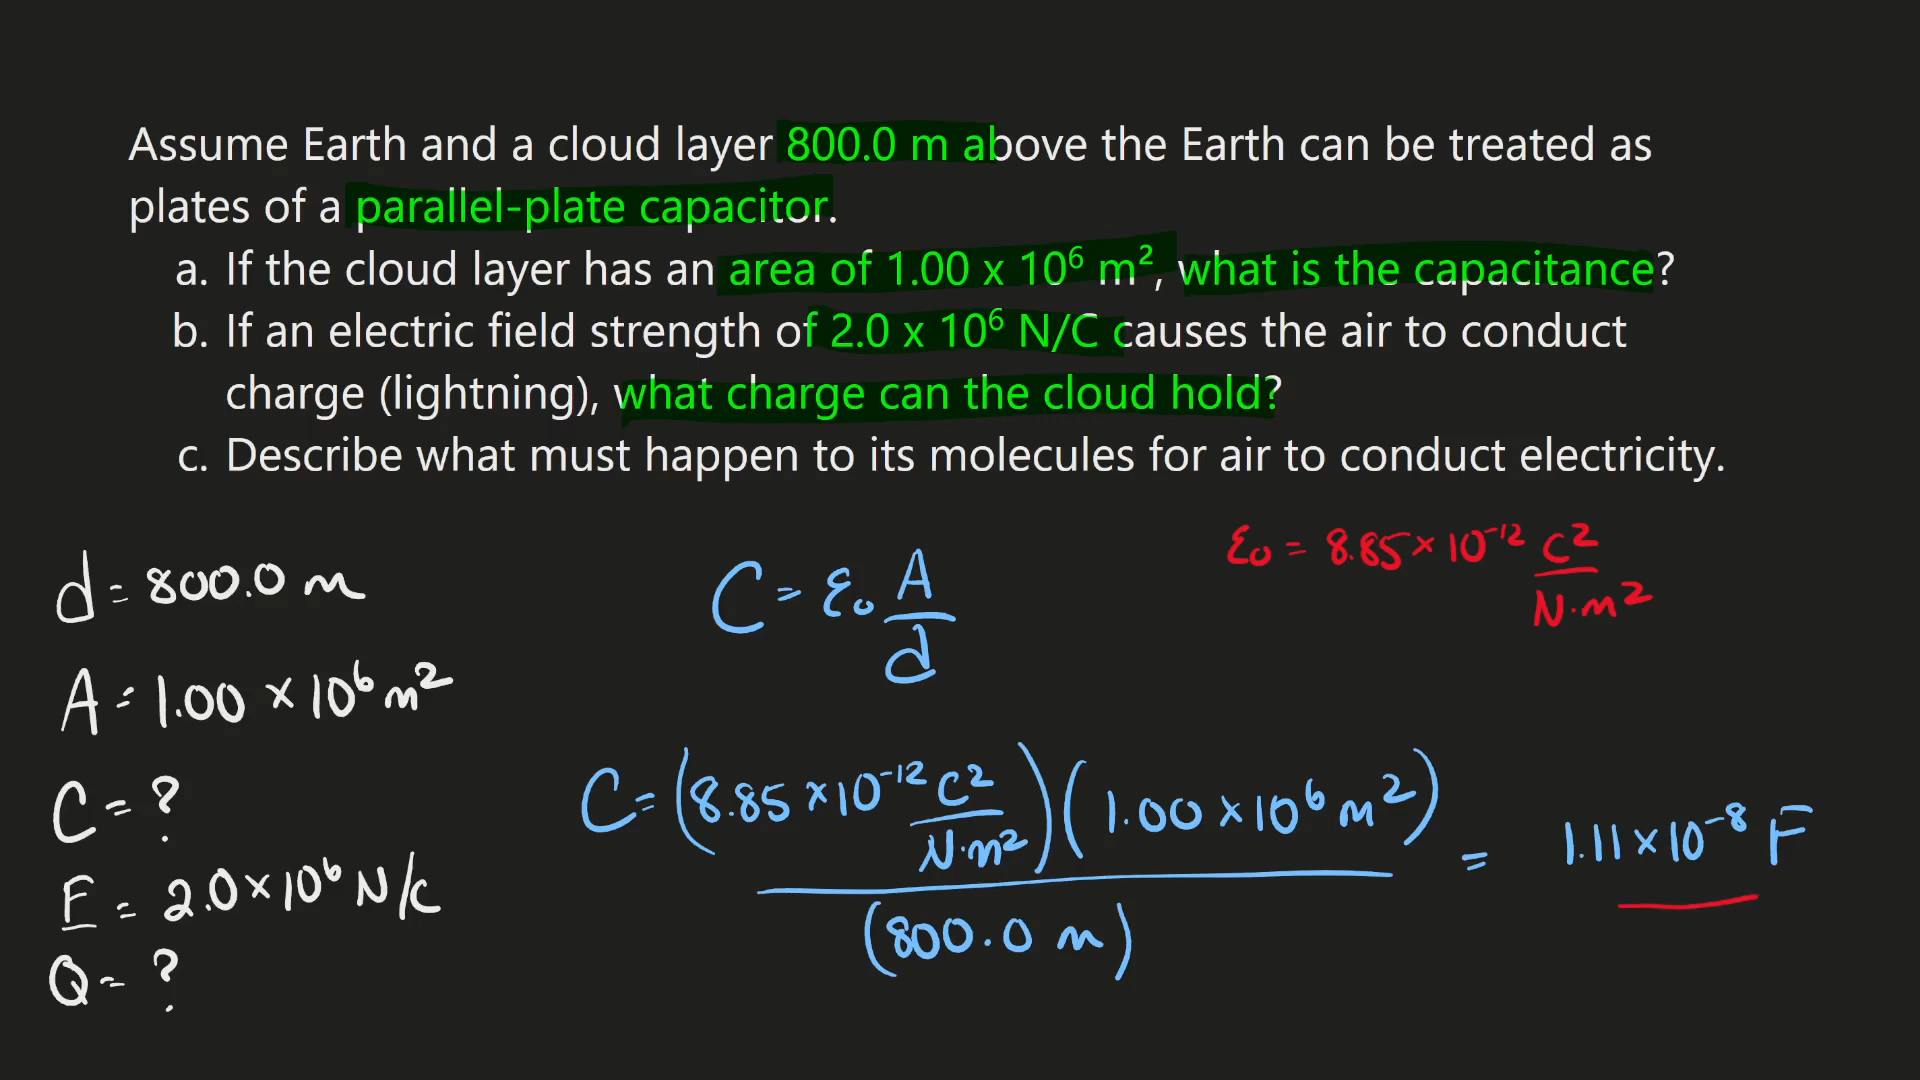 Assume Earth and a cloud layer 800.0 m above the Earth can be treated as
plates of a parallel-plate capacitor.
a. If the cloud layer has an area of 1.00 x 10⁶ m², what is the capacitance?
b. If an electric field strength of 2.0 x 10⁶ N/C causes the air to conduct
charge (lightning), what charge can the cloud hold?
c. Describe what must happen to its molecules for air to conduct electricity.
d = 800.0 m
A = 1.00 × 10⁶ m²
C = ?
E = 2.0 × 10⁶ N/C
Q = ?
C = ε₀ A/d
ε₀ = 8.85 × 10⁻¹² C²/N·m²
C = (8.85 × 10⁻¹² C²/N·m²)(1.00 × 10⁶ m²)
(800.0 m)
= 1.11 × 10⁻⁸ F